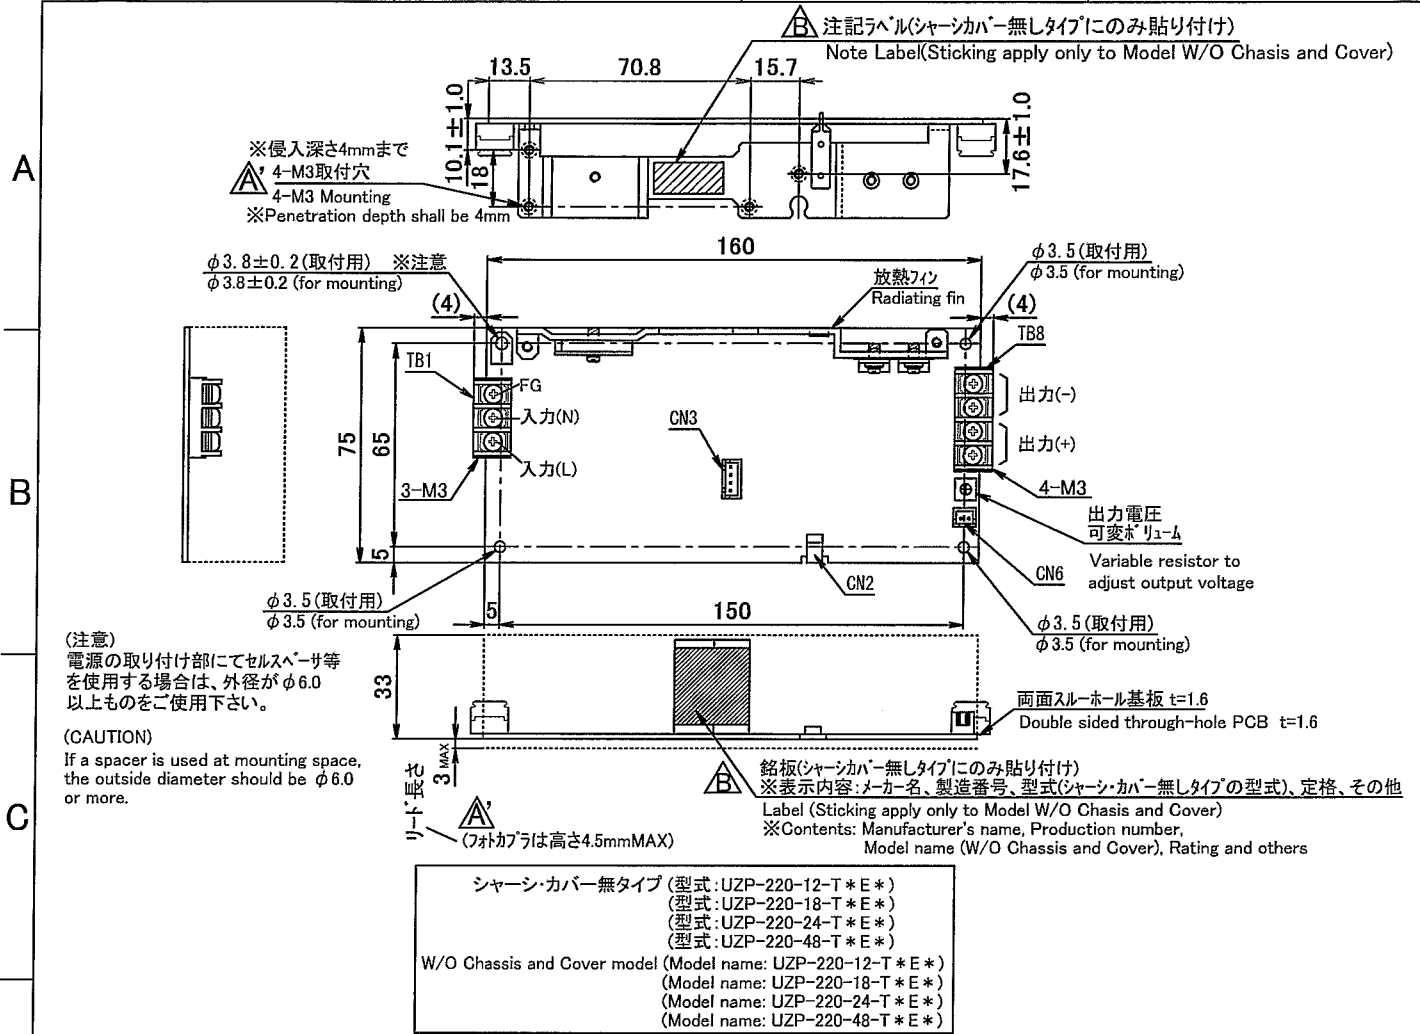 B 注記ラベル(シャーシカバー無しタイプにのみ貼り付け)
Note Label(Sticking apply only to Model W/O Chasis and Cover)
13.5
70.8
15.7
10.1±1.0
18
17.6±1.0
A
※侵入深さ4mmまで
A' 4-M3取付穴
4-M3 Mounting
※Penetration depth shall be 4mm
160
φ3.8±0.2(取付用) ※注意
φ3.8±0.2 (for mounting)
φ3.5(取付用)
φ3.5 (for mounting)
放熱フィン
Radiating fin
(4)
(4)
TB1
TB8
FG
入力(N)
入力(L)
3-M3
CN3
出力(-)
出力(+)
4-M3
75
65
5
B
出力電圧
可変ボリューム
Variable resistor to
adjust output voltage
CN2
CN6
φ3.5(取付用)
φ3.5 (for mounting)
5
150
φ3.5(取付用)
φ3.5 (for mounting)
(注意)
電源の取り付け部にてセルスペーサ等
を使用する場合は、外径がφ6.0
以上ものをご使用下さい。
(CAUTION)
If a spacer is used at mounting space,
the outside diameter should be φ6.0
or more.
33
3 MAX
リード長さ
A'
(フォトカプラは高さ4.5mmMAX)
両面スルーホール基板 t=1.6
Double sided through-hole PCB t=1.6
C
B 銘板(シャーシカバー無しタイプにのみ貼り付け)
※表示内容:メーカー名、製造番号、型式(シャーシ・カバー無しタイプの型式)、定格、その他
Label (Sticking apply only to Model W/O Chasis and Cover)
※Contents: Manufacturer's name, Production number,
Model name (W/O Chassis and Cover), Rating and others
シャーシ・カバー無タイプ (型式:UZP-220-12-T＊E＊)
(型式:UZP-220-18-T＊E＊)
(型式:UZP-220-24-T＊E＊)
(型式:UZP-220-48-T＊E＊)
W/O Chassis and Cover model (Model name: UZP-220-12-T＊E＊)
(Model name: UZP-220-18-T＊E＊)
(Model name: UZP-220-24-T＊E＊)
(Model name: UZP-220-48-T＊E＊)